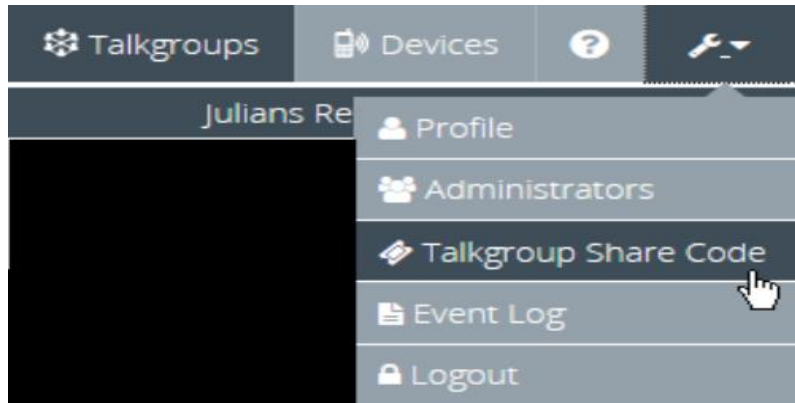 Talkgroups Devices ?
Julians Re
Profile
Administrators
Talkgroup Share Code
Event Log
Logout